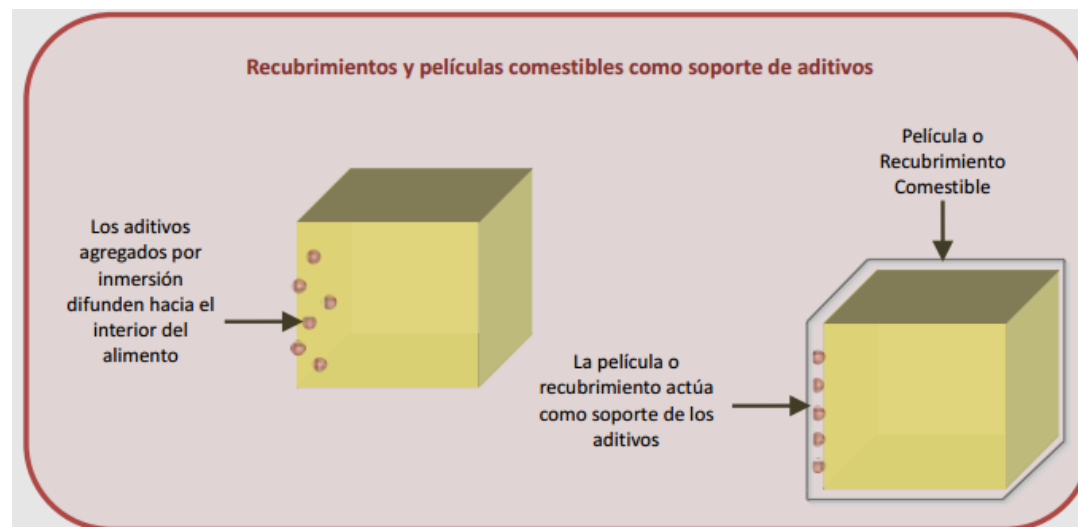 Recubrimientos y películas comestibles como soporte de aditivos
Los aditivos
agregados por
inmersión
difunden hacia el
interior del
alimento
Película o
Recubrimiento
Comestible
La película o
recubrimiento actúa
como soporte de los
aditivos